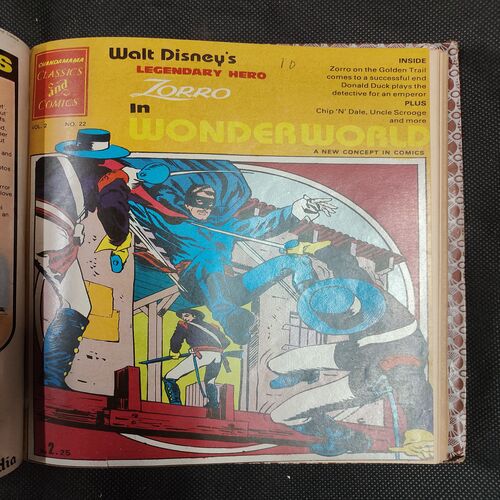 CHANDAMAMA
CLASSICS
and
COMICS
VOL. 2 NO. 22
Walt Disney's
LEGENDARY HERO
ZORRO
in
WONDERWORLD
A NEW CONCEPT IN COMICS
10
INSIDE
Zorro on the Golden Trail
comes to a successful end
Donald Duck plays the
detective for an emperor
PLUS
Chip 'N' Dale, Uncle Scrooge
and more
2.25